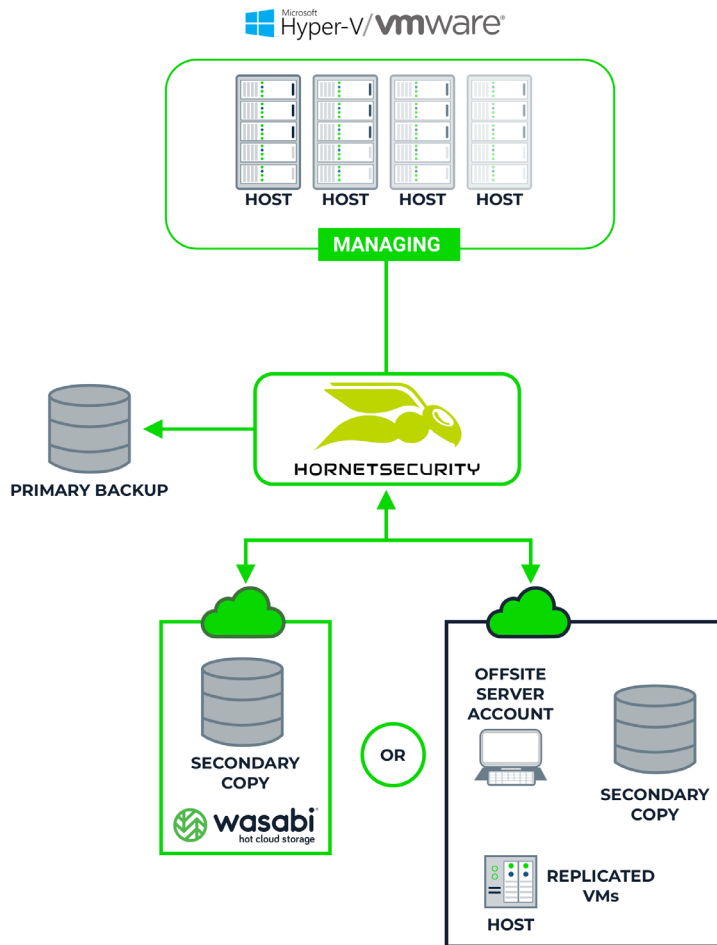 Microsoft
Hyper-V/vmware®
HOST
HOST
HOST
HOST
MANAGING
HORNETSECURITY
PRIMARY BACKUP
SECONDARY
COPY
wasabi
hot cloud storage
OR
OFFSITE
SERVER
ACCOUNT
SECONDARY
COPY
REPLICATED
VMs
HOST